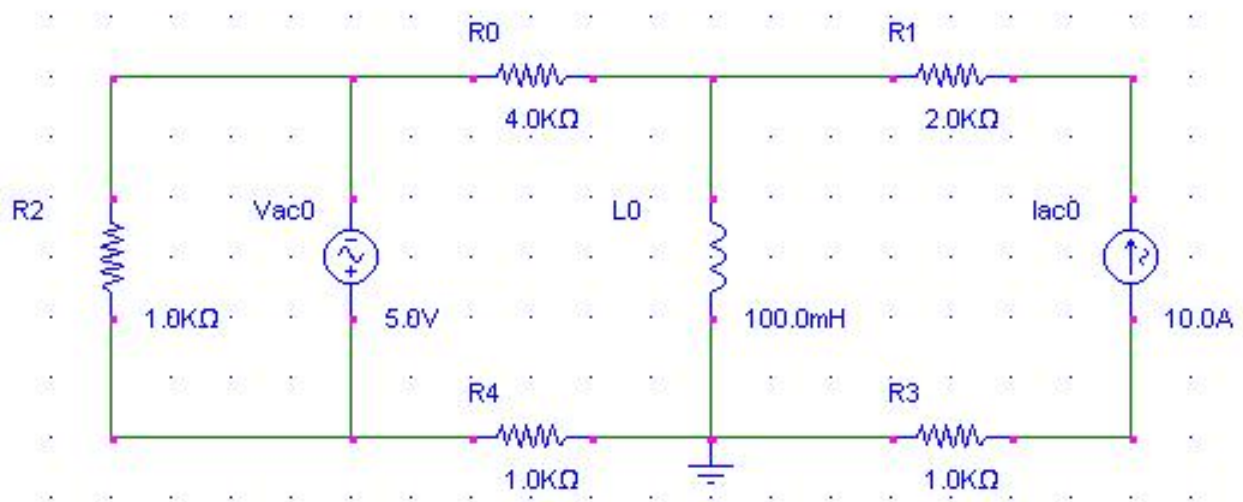 R0
R1
4.0KΩ
2.0KΩ
R2
Vac0
L0
Iac0
1.0KΩ
5.0V
100.0mH
10.0A
R4
R3
1.0KΩ
1.0KΩ